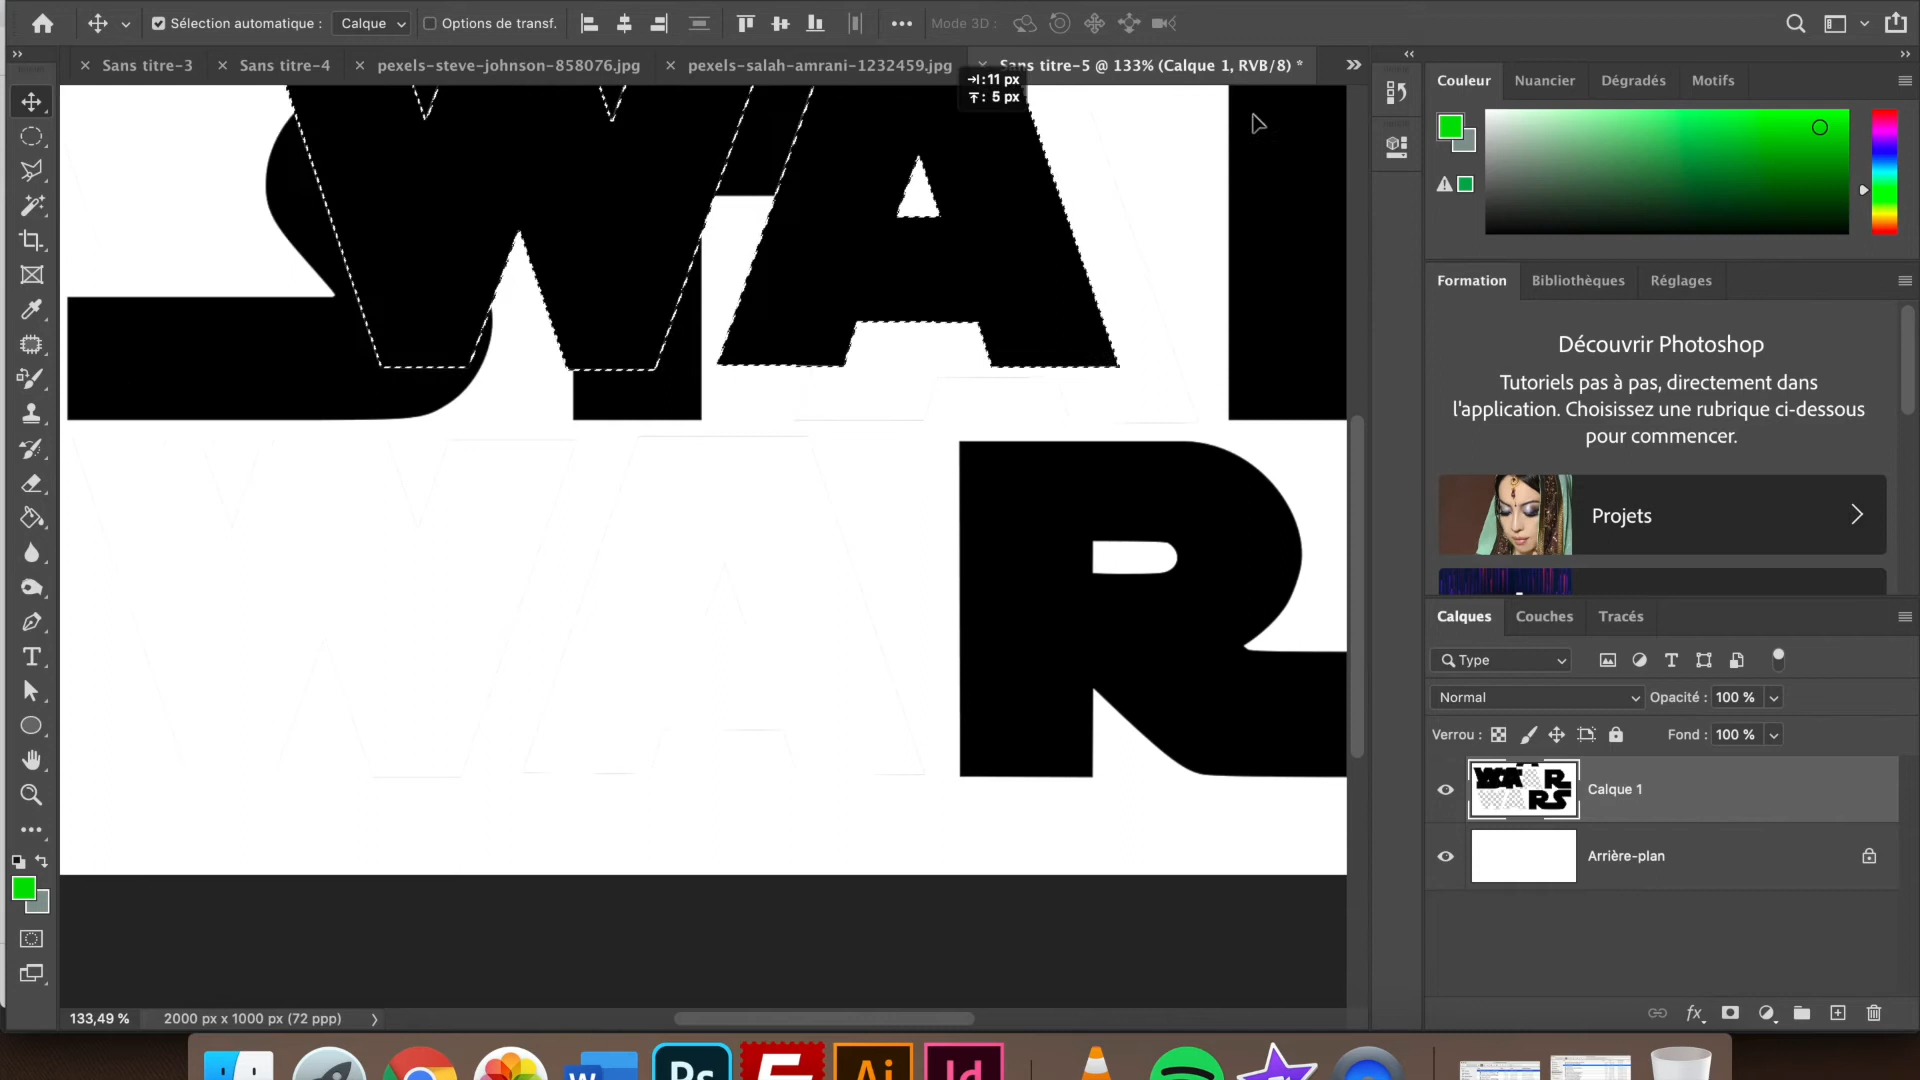 Sélection automatique :
Calque
Options de transf.
Mode 3D :
Sans titre-3
Sans titre-4
pexels-steve-johnson-858076.jpg
pexels-salah-amrani-1232459.jpg
Sans titre-5 @ 133% (Calque 1, RVB/8) *
11 px
: 5 px
WA
R
Couleur
Nuancier
Dégradés
Motifs
Formation
Bibliothèques
Réglages
Découvrir Photoshop
Tutoriels pas à pas, directement dans
l'application. Choisissez une rubrique ci-dessous
pour commencer.
Projets
Calques
Couches
Tracés
Type
Normal
Opacité :
100 %
Verrou :
Fond :
100 %
WAR
RS
Calque 1
Arrière-plan
fx
133,49 %
2000 px x 1000 px (72 ppp)
W
Ps
Ai
Id